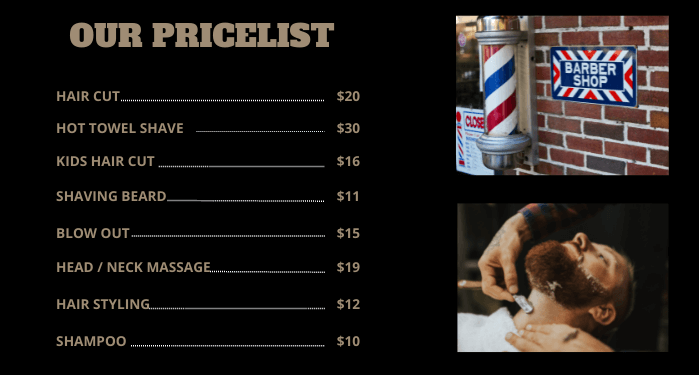 OUR PRICELIST
HAIR CUT $20
HOT TOWEL SHAVE $30
KIDS HAIR CUT $16
SHAVING BEARD $11
BLOW OUT $15
HEAD / NECK MASSAGE $19
HAIR STYLING $12
SHAMPOO $10
BARBER
SHOP
CLOSE